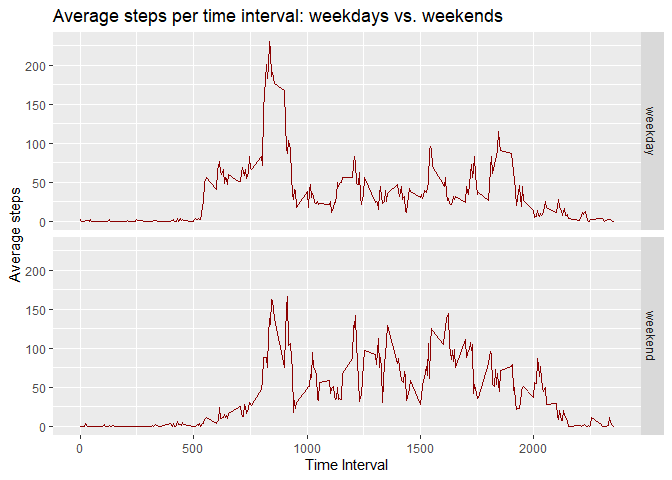 Average steps per time interval: weekdays vs. weekends
Average steps
200
150
100
50
0
weekday
200
150
100
50
0
weekend
0 500 1000 1500 2000
Time Interval